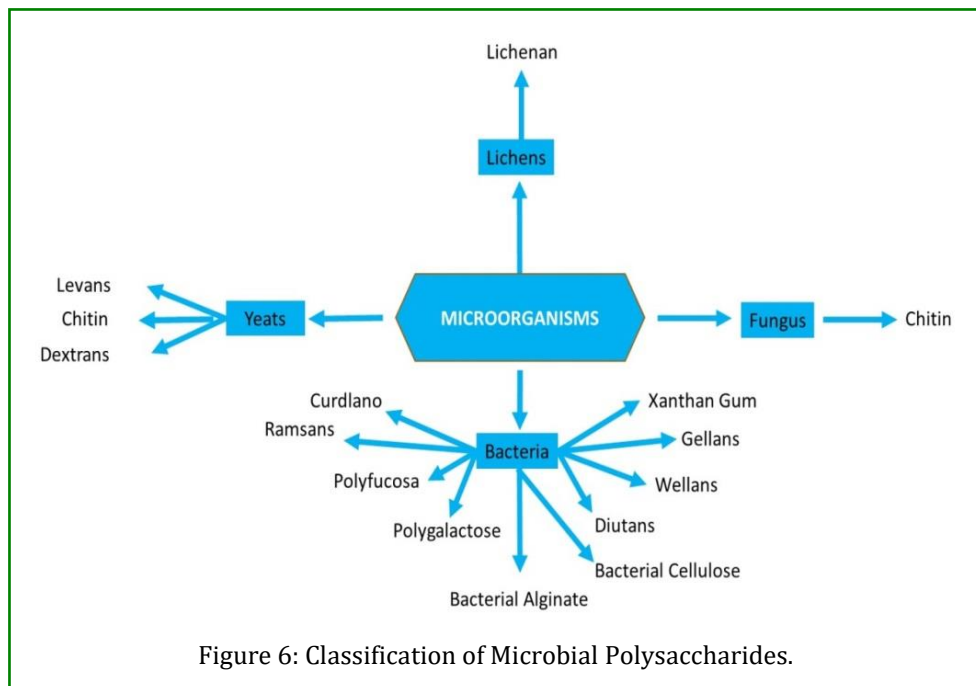 Lichenan
Lichens
Levans
Chitin
Dextrans
Yeats
MICROORGANISMS
Fungus
Chitin
Curdlano
Ramsans
Polyfucosa
Polygalactose
Bacteria
Xanthan Gum
Gellans
Wellans
Diutans
Bacterial Cellulose
Bacterial Alginate
Figure 6: Classification of Microbial Polysaccharides.